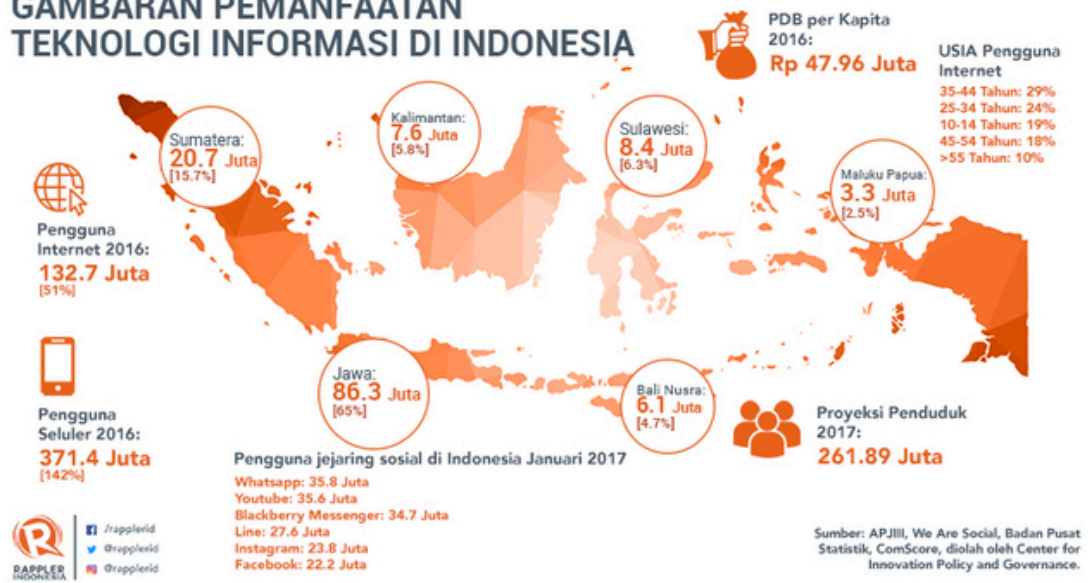 GAMBARAN PEMANFAATAN
TEKNOLOGI INFORMASI DI INDONESIA
PDB per Kapita
2016:
Rp 47.96 Juta
USIA Pengguna
Internet
35-44 Tahun: 29%
25-34 Tahun: 24%
10-14 Tahun: 19%
45-54 Tahun: 18%
>55 Tahun: 10%
Sumatera:
20.7 Juta
[15.7%]
Kalimantan:
7.6 Juta
[5.8%]
Sulawesi:
8.4 Juta
[6.3%]
Maluku Papua:
3.3 Juta
[2.5%]
Pengguna
Internet 2016:
132.7 Juta
[51%]
Jawa:
86.3 Juta
[65%]
Bali Nusra:
6.1 Juta
[4.7%]
Pengguna
Seluler 2016:
371.4 Juta
[142%]
Proyeksi Penduduk
2017:
261.89 Juta
Pengguna jejaring sosial di Indonesia Januari 2017
Whatsapp: 35.8 Juta
Youtube: 35.6 Juta
Blackberry Messenger: 34.7 Juta
Line: 27.6 Juta
Instagram: 23.8 Juta
Facebook: 22.2 Juta
R
RAPPLER
INDONESIA
/rapplerid
@rapplerid
@rapplerid
Sumber: APJIII, We Are Social, Badan Pusat
Statistik, ComScore, diolah oleh Center for
Innovation Policy and Governance.